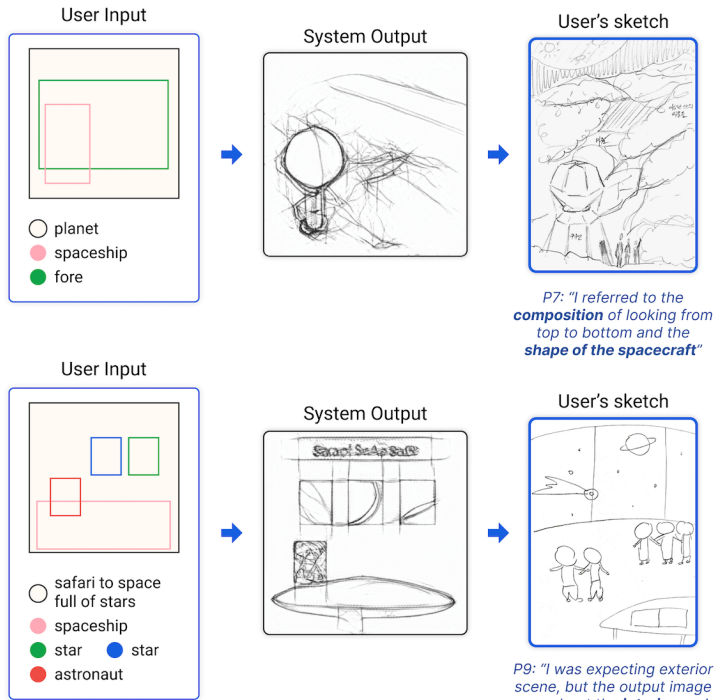 User Input
planet
spaceship
fore
System Output
User's sketch
P7: “I referred to the
composition of looking from
top to bottom and the
shape of the spacecraft”
User Input
safari to space
full of stars
spaceship
star
star
astronaut
System Output
User's sketch
P9: “I was expecting exterior
scene, but the output image